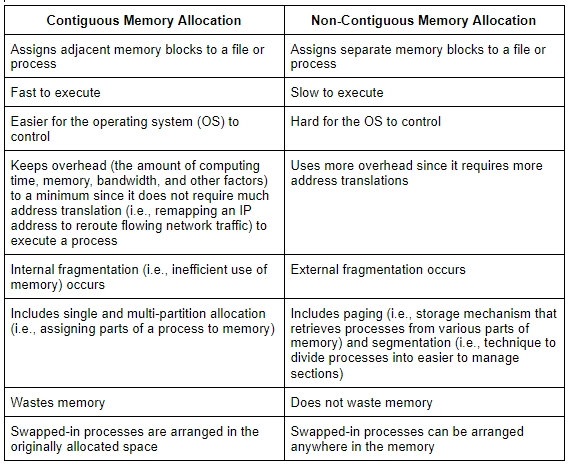 Contiguous Memory Allocation
Non-Contiguous Memory Allocation
Assigns adjacent memory blocks to a file or
process
Assigns separate memory blocks to a file or
process
Fast to execute
Slow to execute
Easier for the operating system (OS) to
control
Hard for the OS to control
Keeps overhead (the amount of computing
time, memory, bandwidth, and other factors)
to a minimum since it does not require much
address translation (i.e., remapping an IP
address to reroute flowing network traffic) to
execute a process
Uses more overhead since it requires more
address translations
Internal fragmentation (i.e., inefficient use of
memory) occurs
External fragmentation occurs
Includes single and multi-partition allocation
(i.e., assigning parts of a process to memory)
Includes paging (i.e., storage mechanism that
retrieves processes from various parts of
memory) and segmentation (i.e., technique to
divide processes into easier to manage
sections)
Wastes memory
Does not waste memory
Swapped-in processes are arranged in the
originally allocated space
Swapped-in processes can be arranged
anywhere in the memory